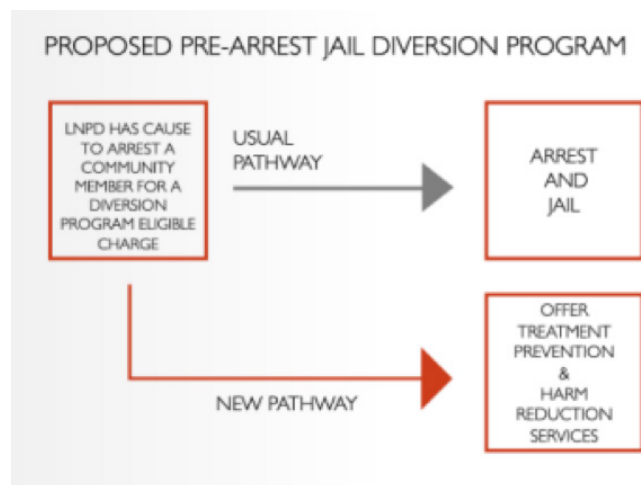 PROPOSED PRE-ARREST JAIL DIVERSION PROGRAM
LNPD HAS CAUSE
TO ARREST A
COMMUNITY
MEMBER FOR A
DIVERSION
PROGRAM ELIGIBLE
CHARGE
USUAL
PATHWAY
ARREST
AND
JAIL
NEW PATHWAY
OFFER
TREATMENT
PREVENTION
&
HARM
REDUCTION
SERVICES